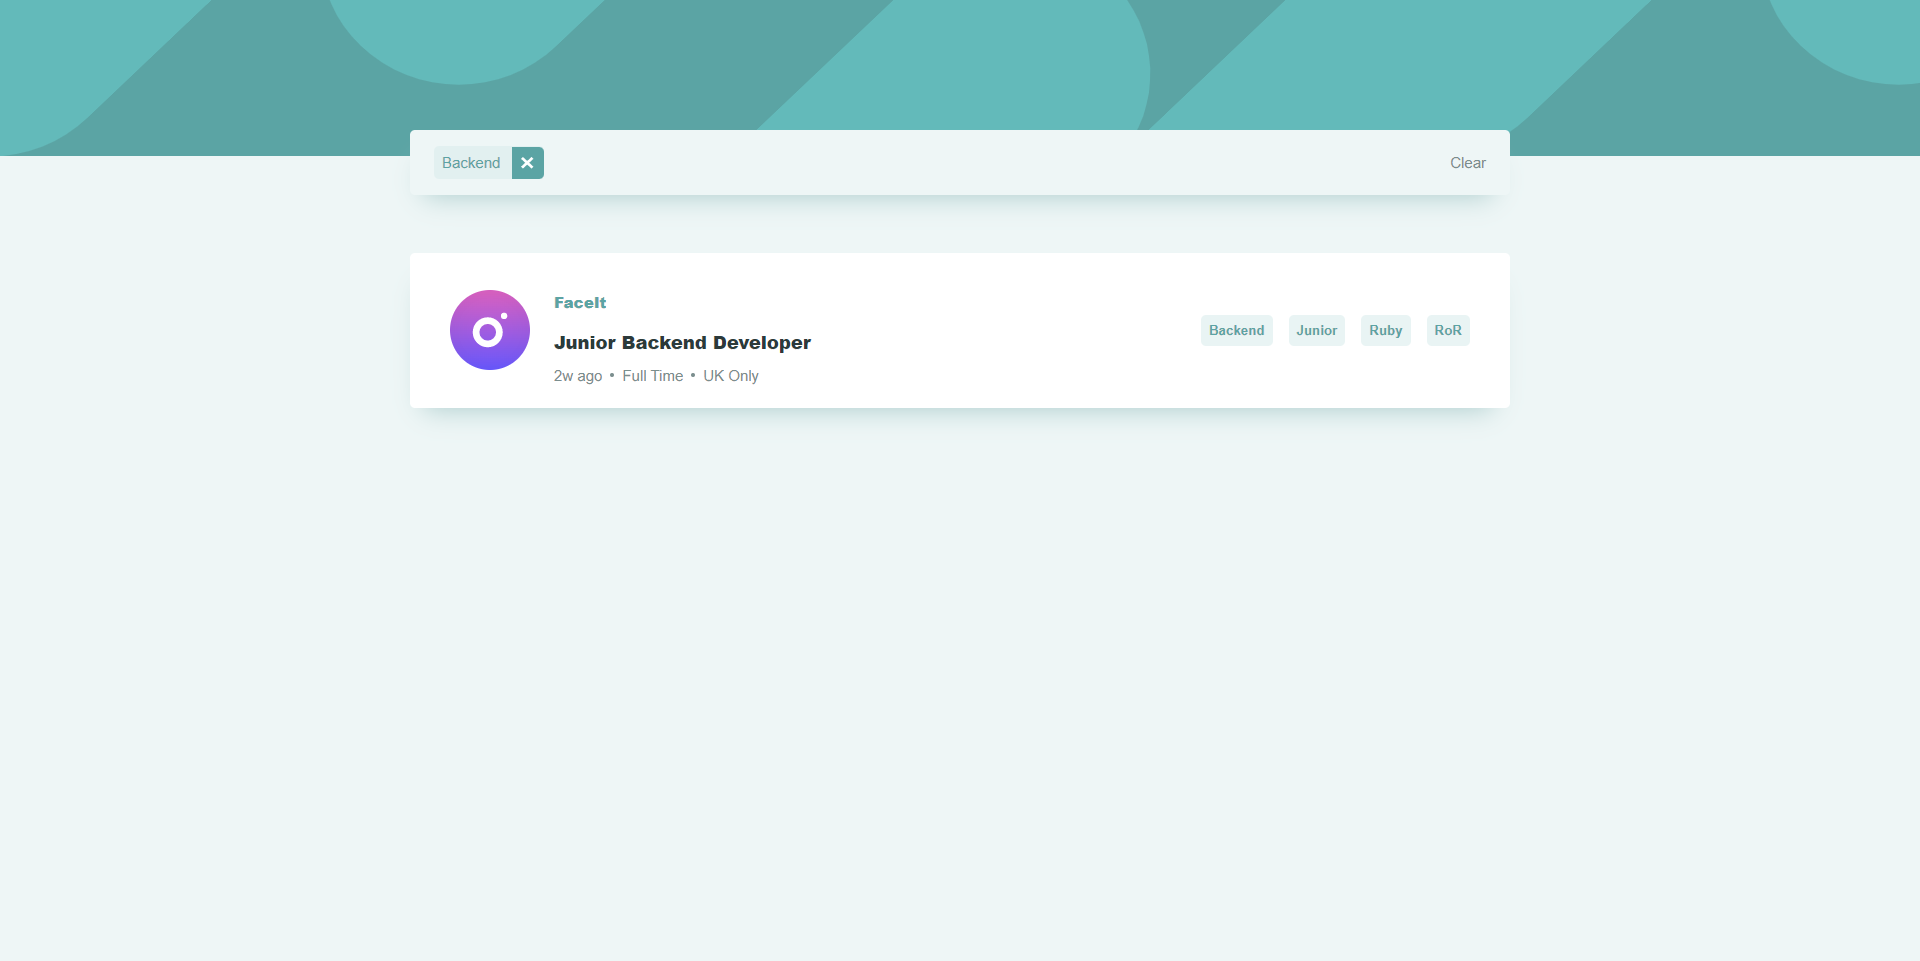 Backend Clear
FaceIt
Junior Backend Developer
2w ago • Full Time • UK Only
Backend Junior Ruby RoR